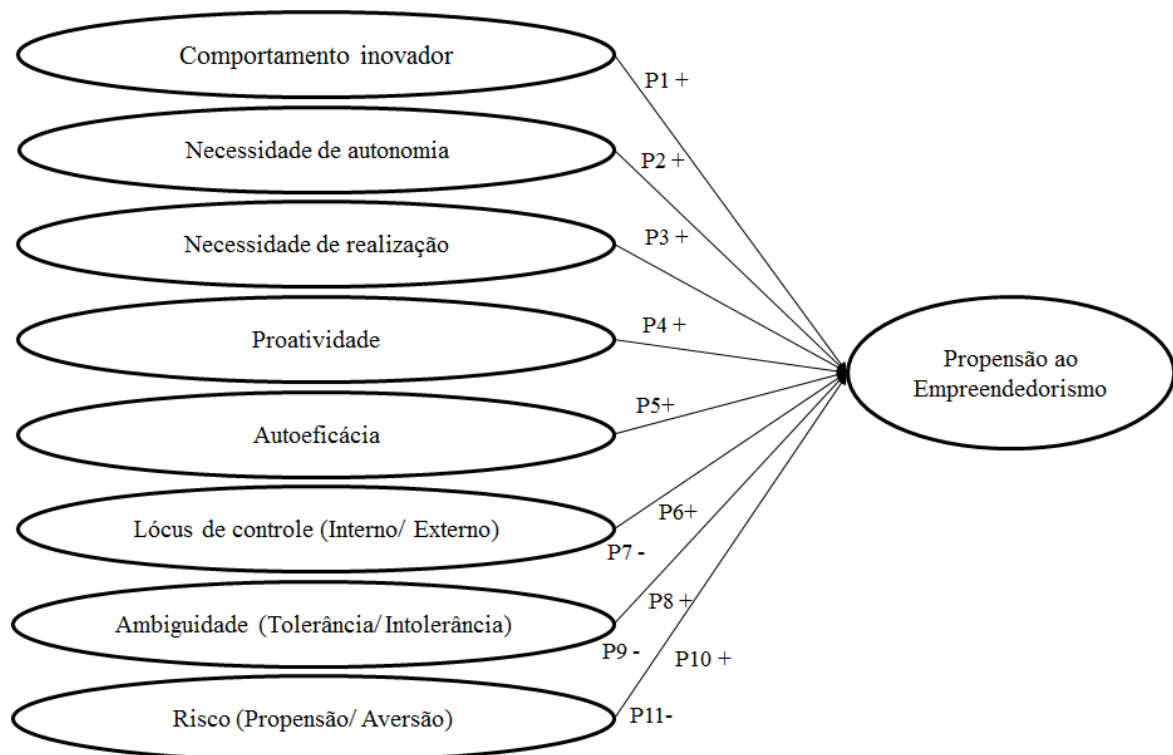 Comportamento inovador
P1 +
Necessidade de autonomia
P2 +
Necessidade de realização
P3 +
Proatividade
P4 +
Propensão ao
Empreendedorismo
Autoeficácia
P5+
Lócus de controle (Interno/ Externo)
P6+
P7 -
Ambiguidade (Tolerância/ Intolerância)
P8 +
P9 -
P10 +
Risco (Propensão/ Aversão)
P11-